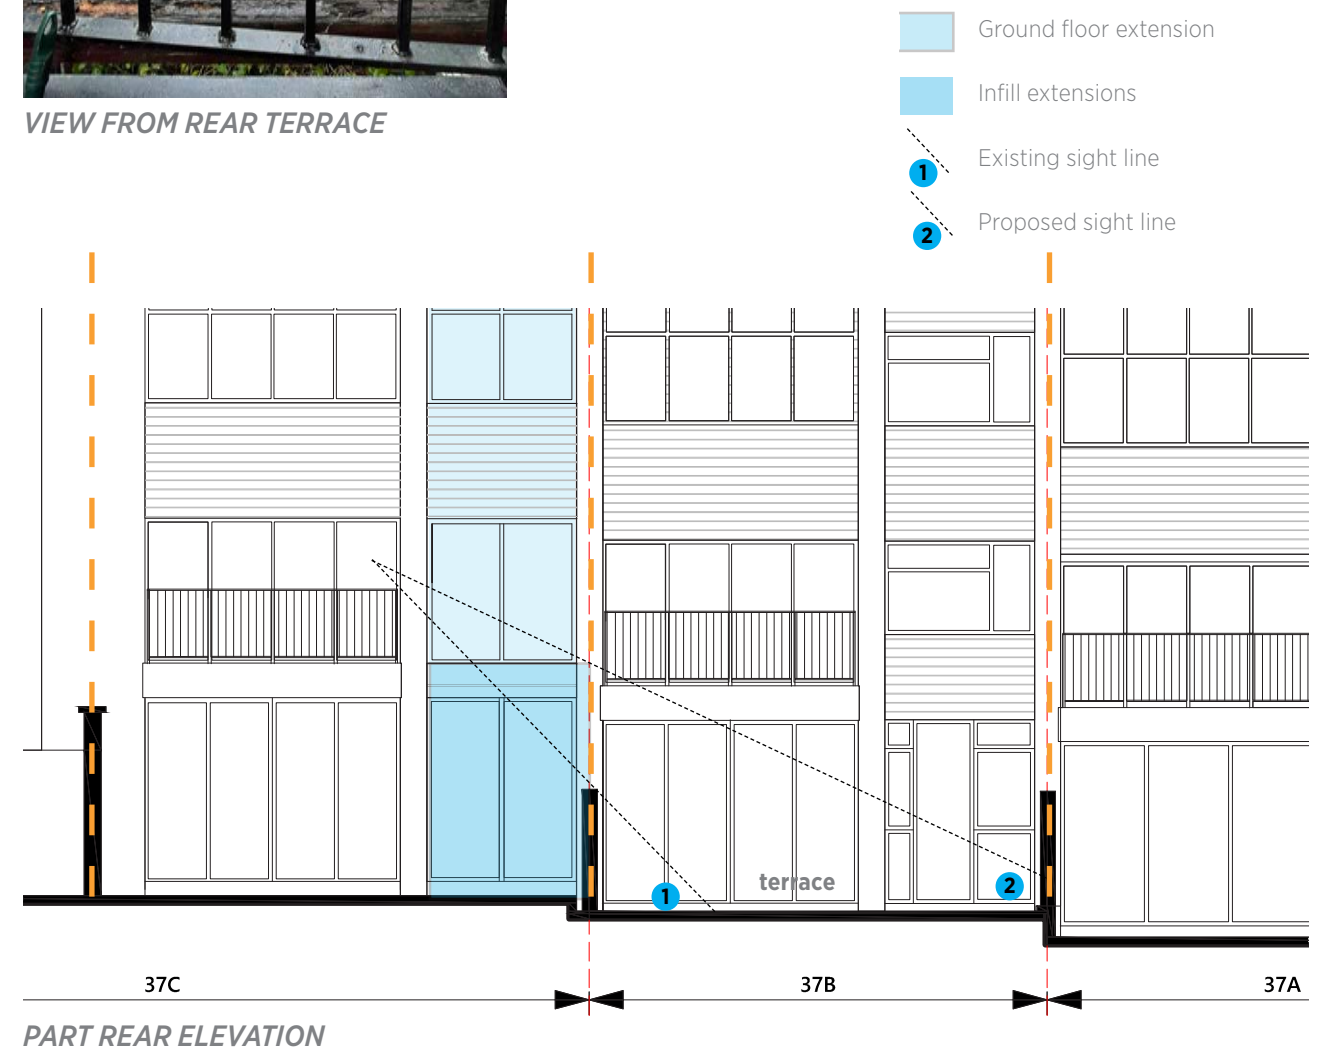 VIEW FROM REAR TERRACE
Ground floor extension
Infill extensions
1 Existing sight line
2 Proposed sight line
terrace
1
2
37C
37B
37A
PART REAR ELEVATION